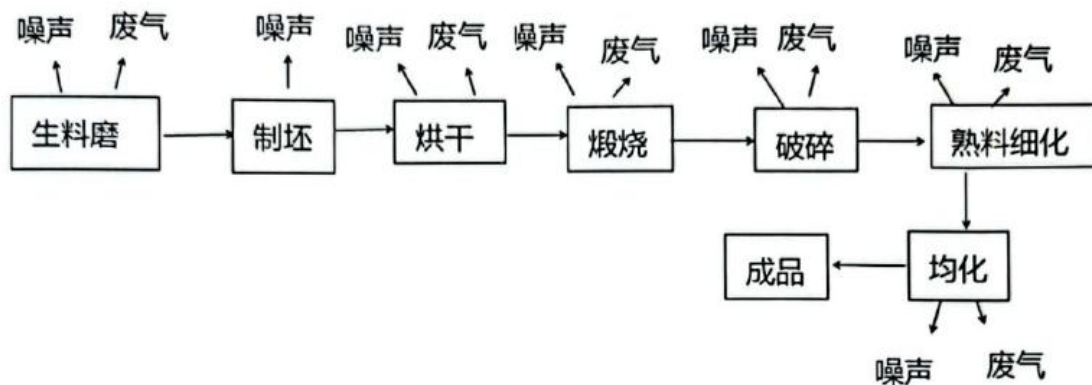 噪声 废气 噪声 噪声 废气 噪声 废气 噪声 废气 噪声 废气
生料磨 制坯 烘干 煅烧 破碎 熟料细化
成品 均化
噪声 废气